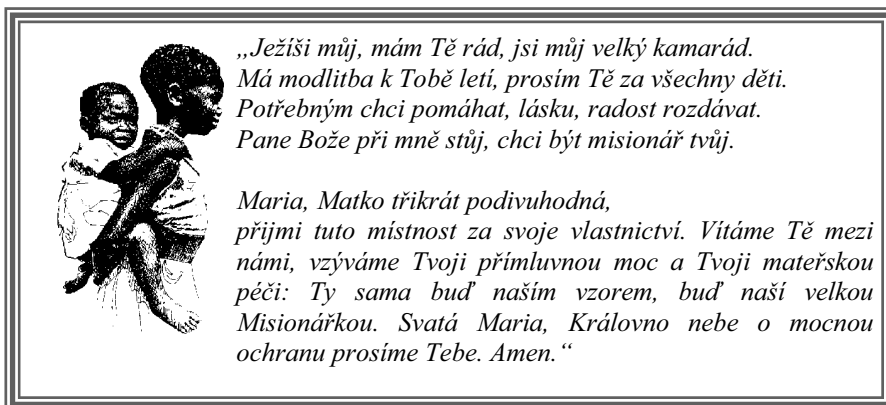 „Ježíši můj, mám Tě rád, jsi můj velký kamarád.
Má modlitba k Tobě letí, prosím Tě za všechny děti.
Potřebným chci pomáhat, lásku, radost rozdávat.
Pane Bože při mně stůj, chci být misionář tvůj.
Maria, Matko třikrát podivuhodná,
přijmi tuto místnost za svoje vlastnictví. Vítáme Tě mezi
námi, vzýváme Tvoji přímluvnou moc a Tvoji mateřskou
péči: Ty sama buď naším vzorem, buď naší velkou
Misionářkou. Svatá Maria, Královno nebe o mocnou
ochranu prosíme Tebe. Amen.“